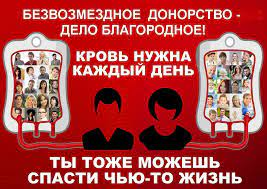 БЕЗВОЗМЕЗДНОЕ ДОНОРСТВО -
ДЕЛО БЛАГОРОДНОЕ!
КРОВЬ НУЖНА
КАЖДЫЙ ДЕНЬ
ТЫ ТОЖЕ МОЖЕШЬ
СПАСТИ ЧЬЮ-ТО ЖИЗНЬ